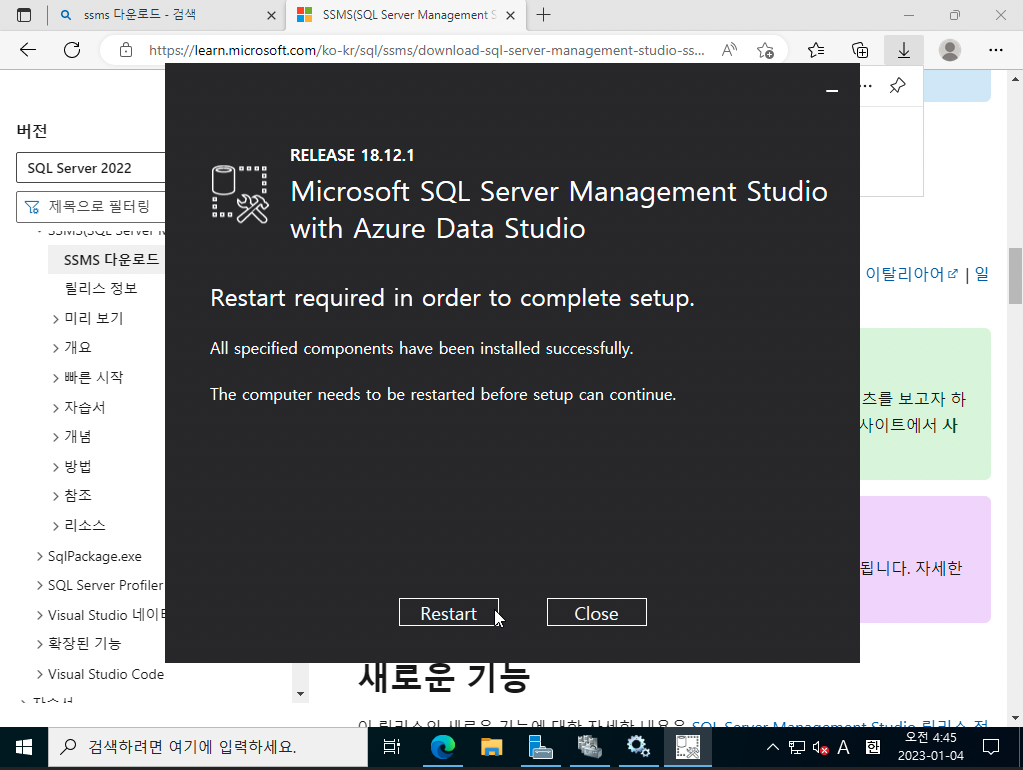 ssms 다운로드 - 검색
SSMS(SQL Server Management S
https://learn.microsoft.com/ko-kr/sql/ssms/download-sql-server-management-studio-ss...
버전
SQL Server 2022
제목으로 필터링
SSMS(SQL Server M
SSMS 다운로드
릴리스 정보
미리 보기
개요
빠른 시작
자습서
개념
방법
참조
리소스
SqlPackage.exe
SQL Server Profiler
Visual Studio 네이티
확장된 기능
Visual Studio Code
자습서
RELEASE 18.12.1
Microsoft SQL Server Management Studio
with Azure Data Studio
Restart required in order to complete setup.
All specified components have been installed successfully.
The computer needs to be restarted before setup can continue.
Restart
Close
이탈리아어 | 일
츠를 보고자 하
사이트에서 사
됩니다. 자세한
새로운 기능
이 릴리스의 새로운 기능에 대한 자세한 내용은 SQL Server Management Studio 릴리스 정
검색하려면 여기에 입력하세요.
A
한
오전 4:45
2023-01-04